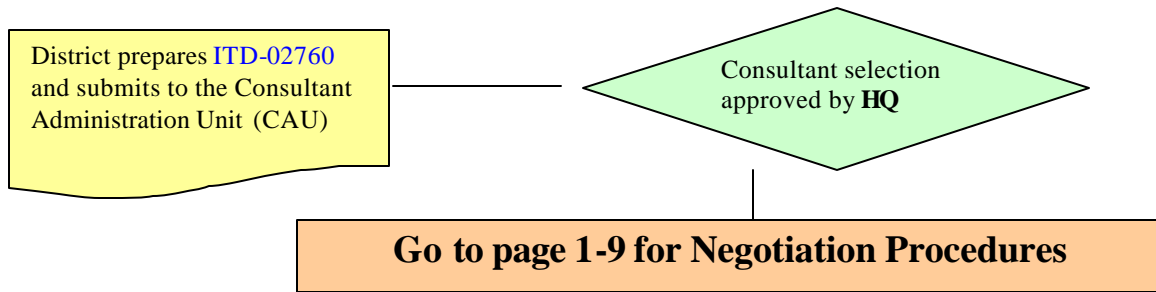 District prepares ITD-02760
and submits to the Consultant
Administration Unit (CAU)
Consultant selection
approved by HQ
Go to page 1-9 for Negotiation Procedures